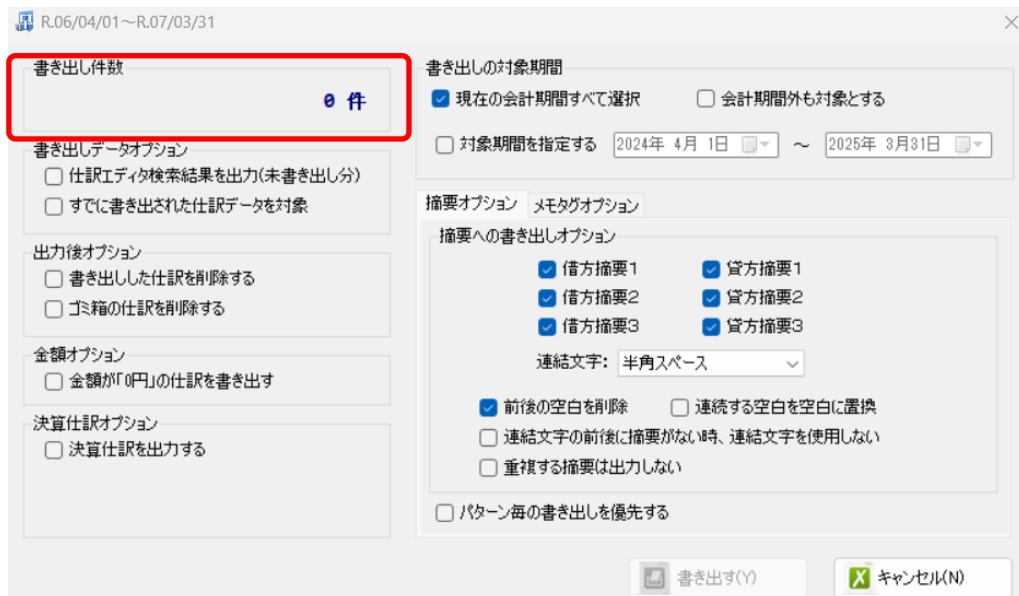 R.06/04/01～R.07/03/31
書き出し件数
0 件
書き出しデータオプション
仕訳エディタ検索結果を出力(未書き出し分)
すでに書き出された仕訳データを対象
出力後オプション
書き出しした仕訳を削除する
ゴミ箱の仕訳を削除する
金額オプション
金額が「0円」の仕訳を書き出す
決算仕訳オプション
決算仕訳を出力する
書き出しの対象期間
現在の会計期間すべて選択 会計期間外も対象とする
対象期間を指定する 2024年 4月 1日 ～ 2025年 3月31日
摘要オプション メモタグオプション
摘要への書き出しオプション
借方摘要1 貸方摘要1
借方摘要2 貸方摘要2
借方摘要3 貸方摘要3
連結文字: 半角スペース
前後の空白を削除 連続する空白を空白に置換
連結文字の前後に摘要がない時、連結文字を使用しない
重複する摘要は出力しない
パターン毎の書き出しを優先する
書き出す(Y) キャンセル(N)